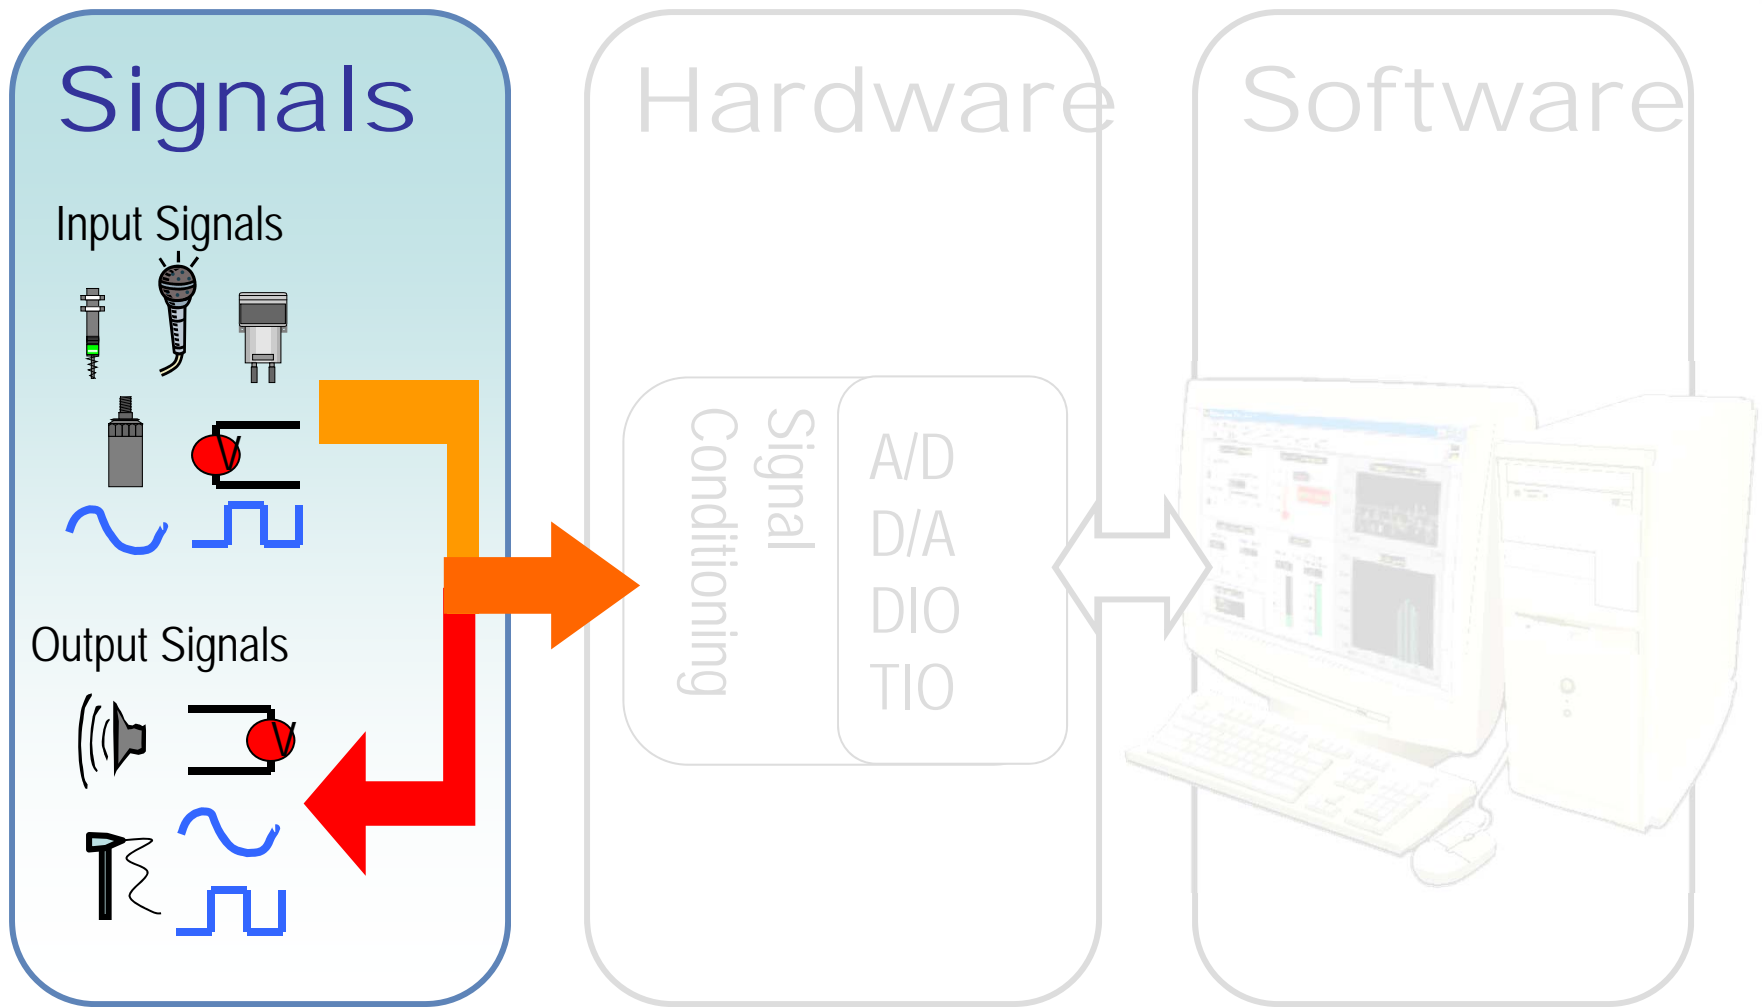 Signals
Input Signals
V
Output Signals
V
Hardware
Signal
Conditioning
A/D
D/A
DIO
TIO
Software